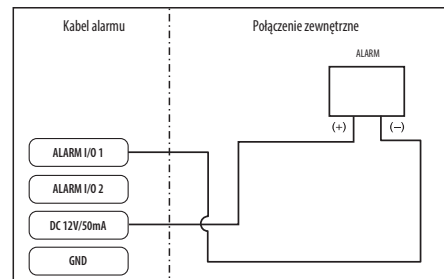 Kabel alarmu
Połączenie zewnętrzne
ALARM
(+)
(−)
ALARM I/O 1
ALARM I/O 2
DC 12V/50mA
GND